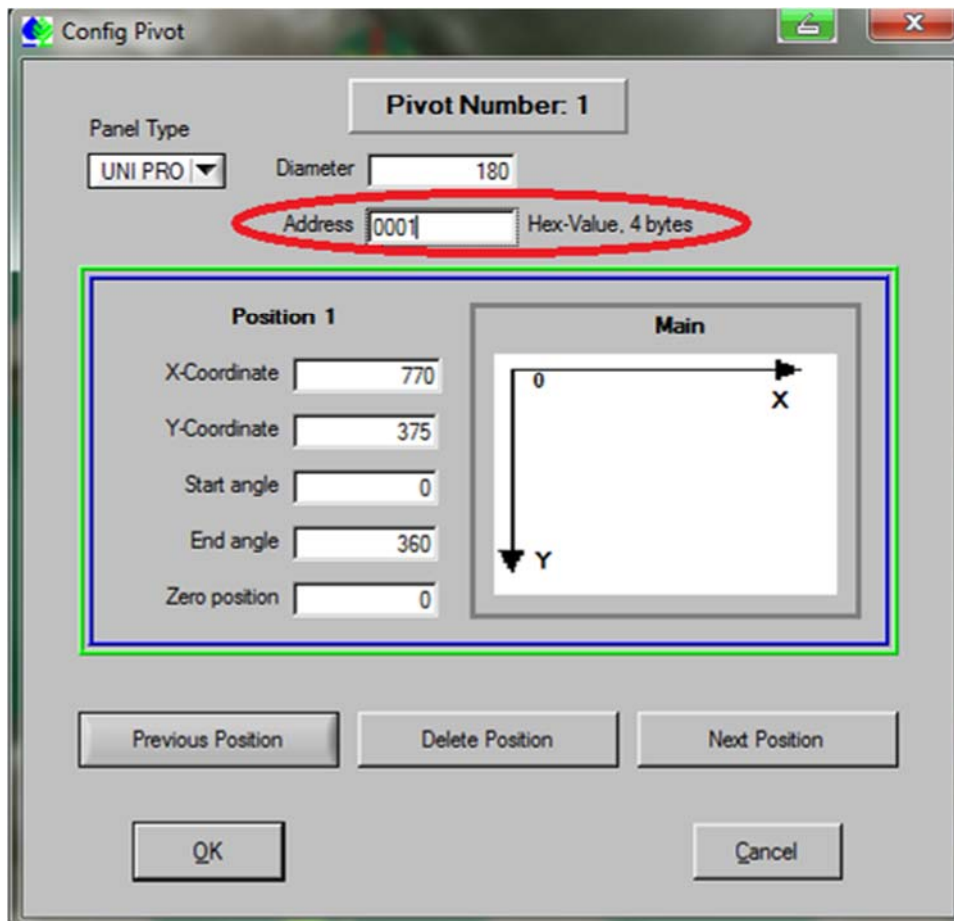 Config Pivot
Pivot Number: 1
Panel Type
UNI PRO
Diameter 180
Address 0001 Hex-Value, 4 bytes
Position 1
X-Coordinate 770
Y-Coordinate 375
Start angle 0
End angle 360
Zero position 0
Main
0
X
Y
Previous Position Delete Position Next Position
OK Cancel